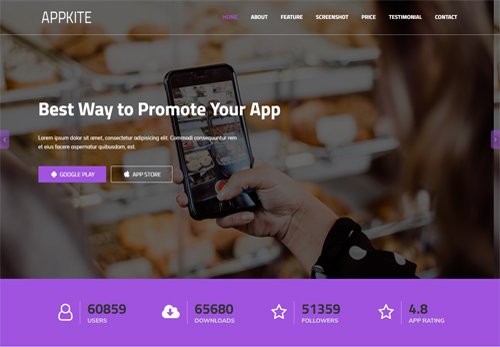 APPKITE
HOME ABOUT FEATURE SCREENSHOT PRICE TESTIMONIAL CONTACT
Best Way to Promote Your App
Lorem ipsum dolor sit amet, consectetur adipisicing elit. Commodi consequuntur rem
et eius facere aspernatur quibusdam, est.
GOOGLE PLAY APP STORE
60859 65680 51359 4.8
USERS DOWNLOADS FOLLOWERS APP RATING